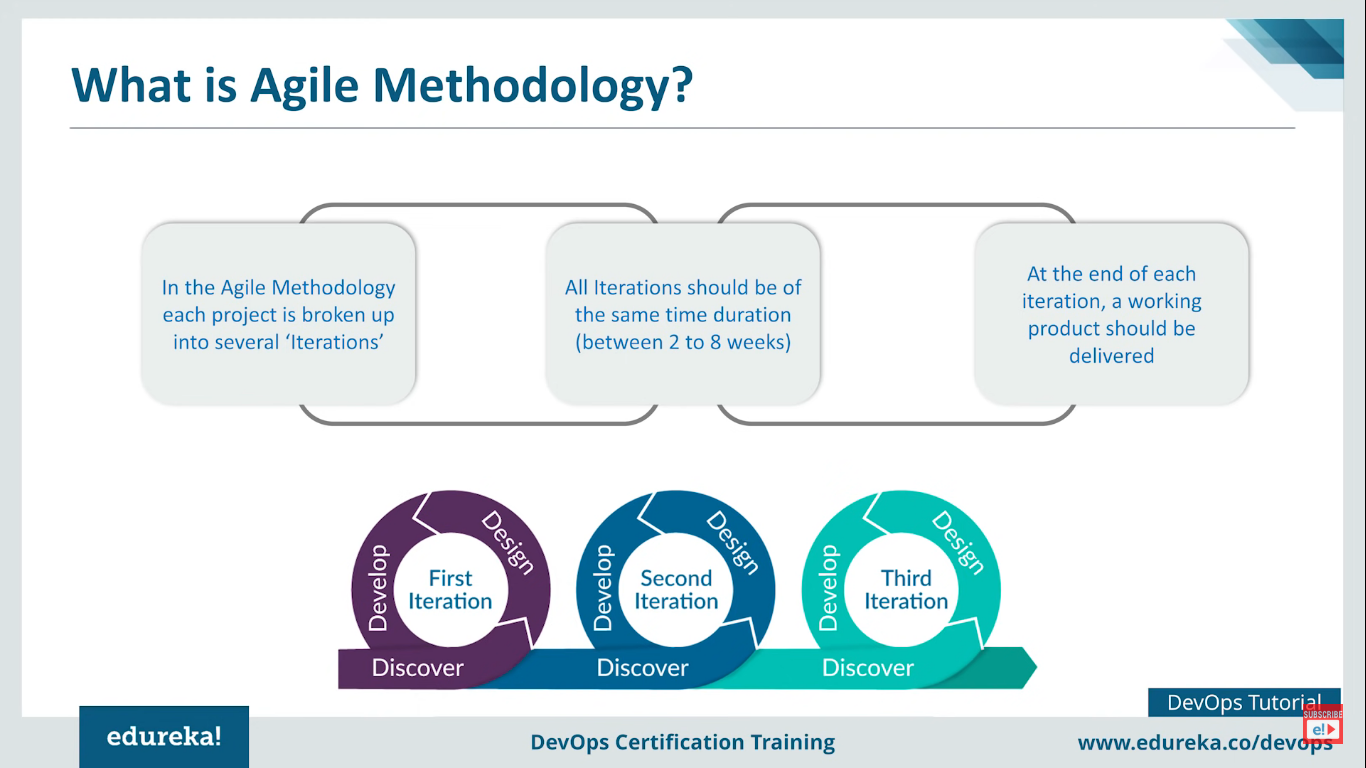 What is Agile Methodology?
In the Agile Methodology
each project is broken up
into several ‘Iterations’
All Iterations should be of
the same time duration
(between 2 to 8 weeks)
At the end of each
iteration, a working
product should be
delivered
Develop
Design
First
Iteration
Discover
Develop
Design
Second
Iteration
Discover
Develop
Design
Third
Iteration
Discover
DevOps Tutorial
SUBSCRIBE
e!
edureka!
DevOps Certification Training
www.edureka.co/devops